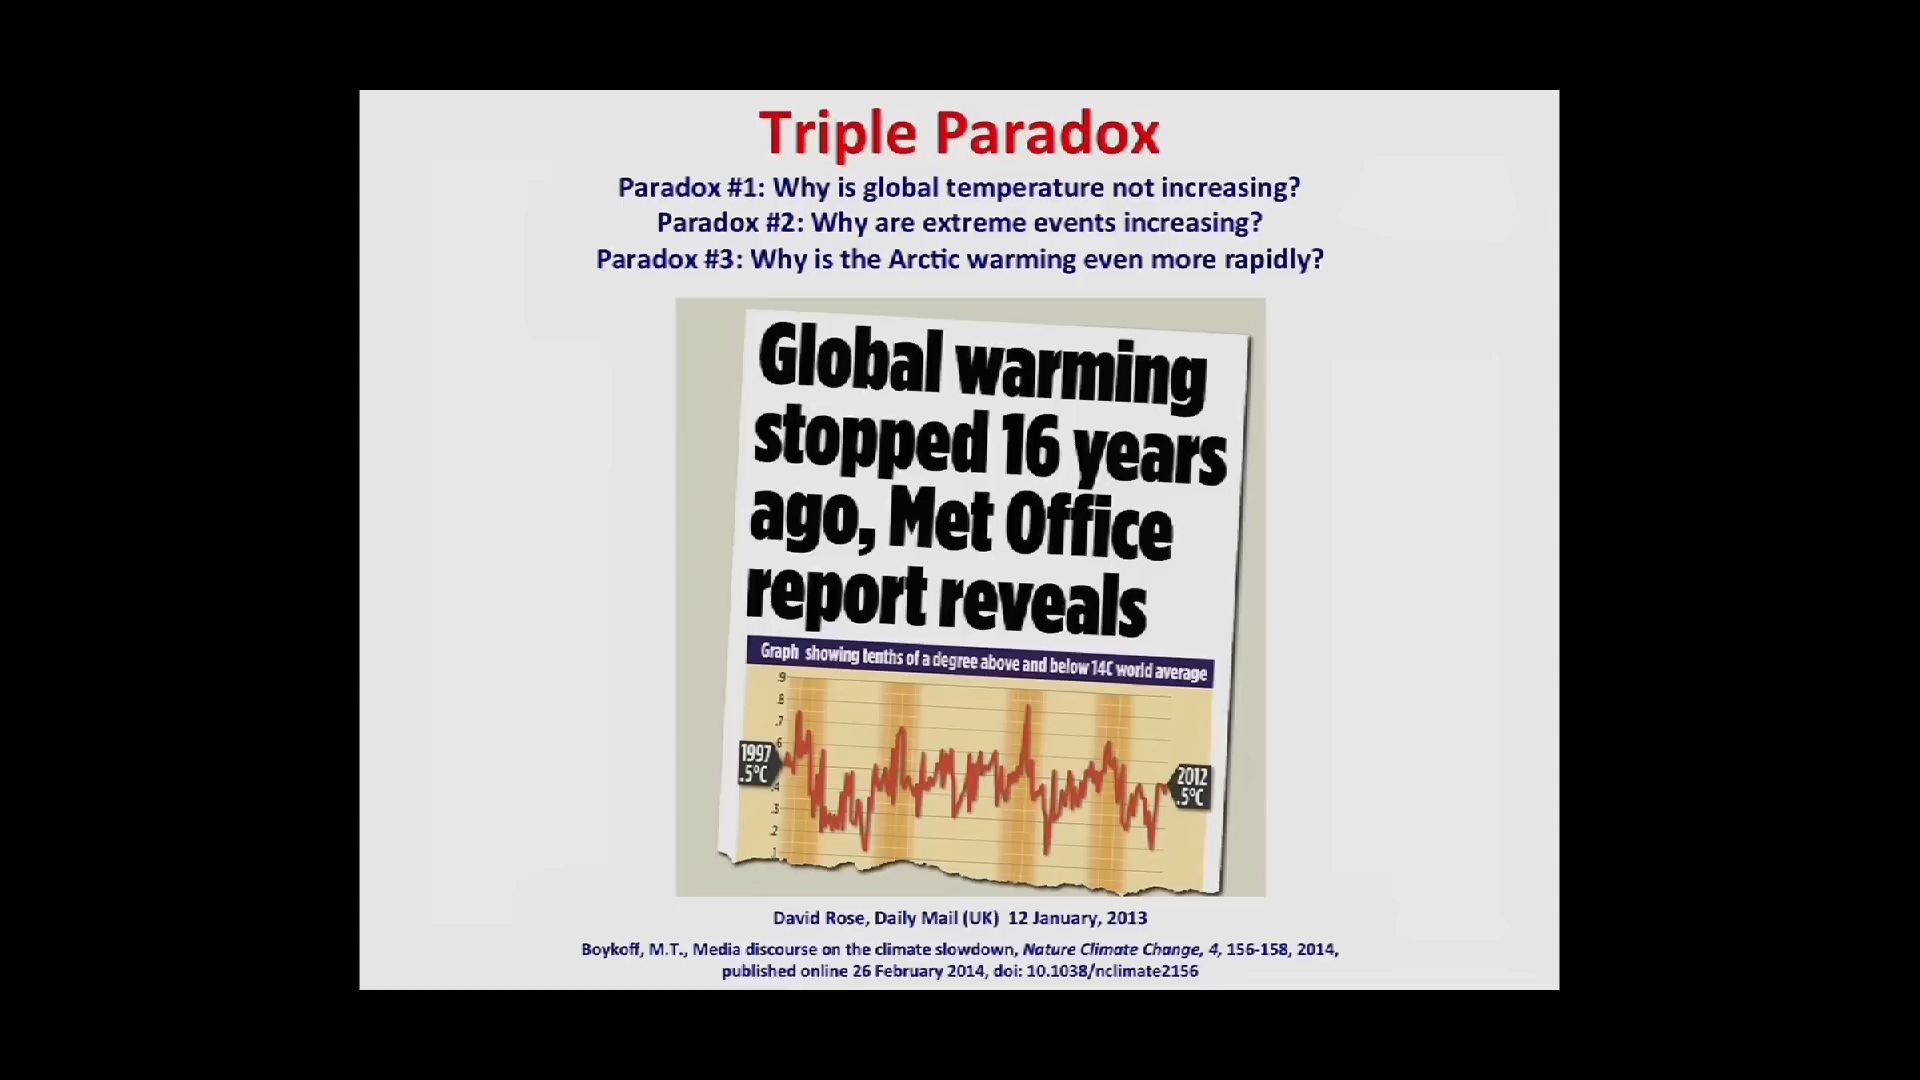 Triple Paradox
Paradox #1: Why is global temperature not increasing?
Paradox #2: Why are extreme events increasing?
Paradox #3: Why is the Arctic warming even more rapidly?
Global warming
stopped 16 years
ago, Met Office
report reveals
Graph showing tenths of a degree above and below 14C world average
.9
.8
.7
.6
.4
.3
.2
.1
1997
.5°C
2012
.5°C
David Rose, Daily Mail (UK) 12 January, 2013
Boykoff, M.T., Media discourse on the climate slowdown, Nature Climate Change, 4, 156-158, 2014,
published online 26 February 2014, doi: 10.1038/nclimate2156